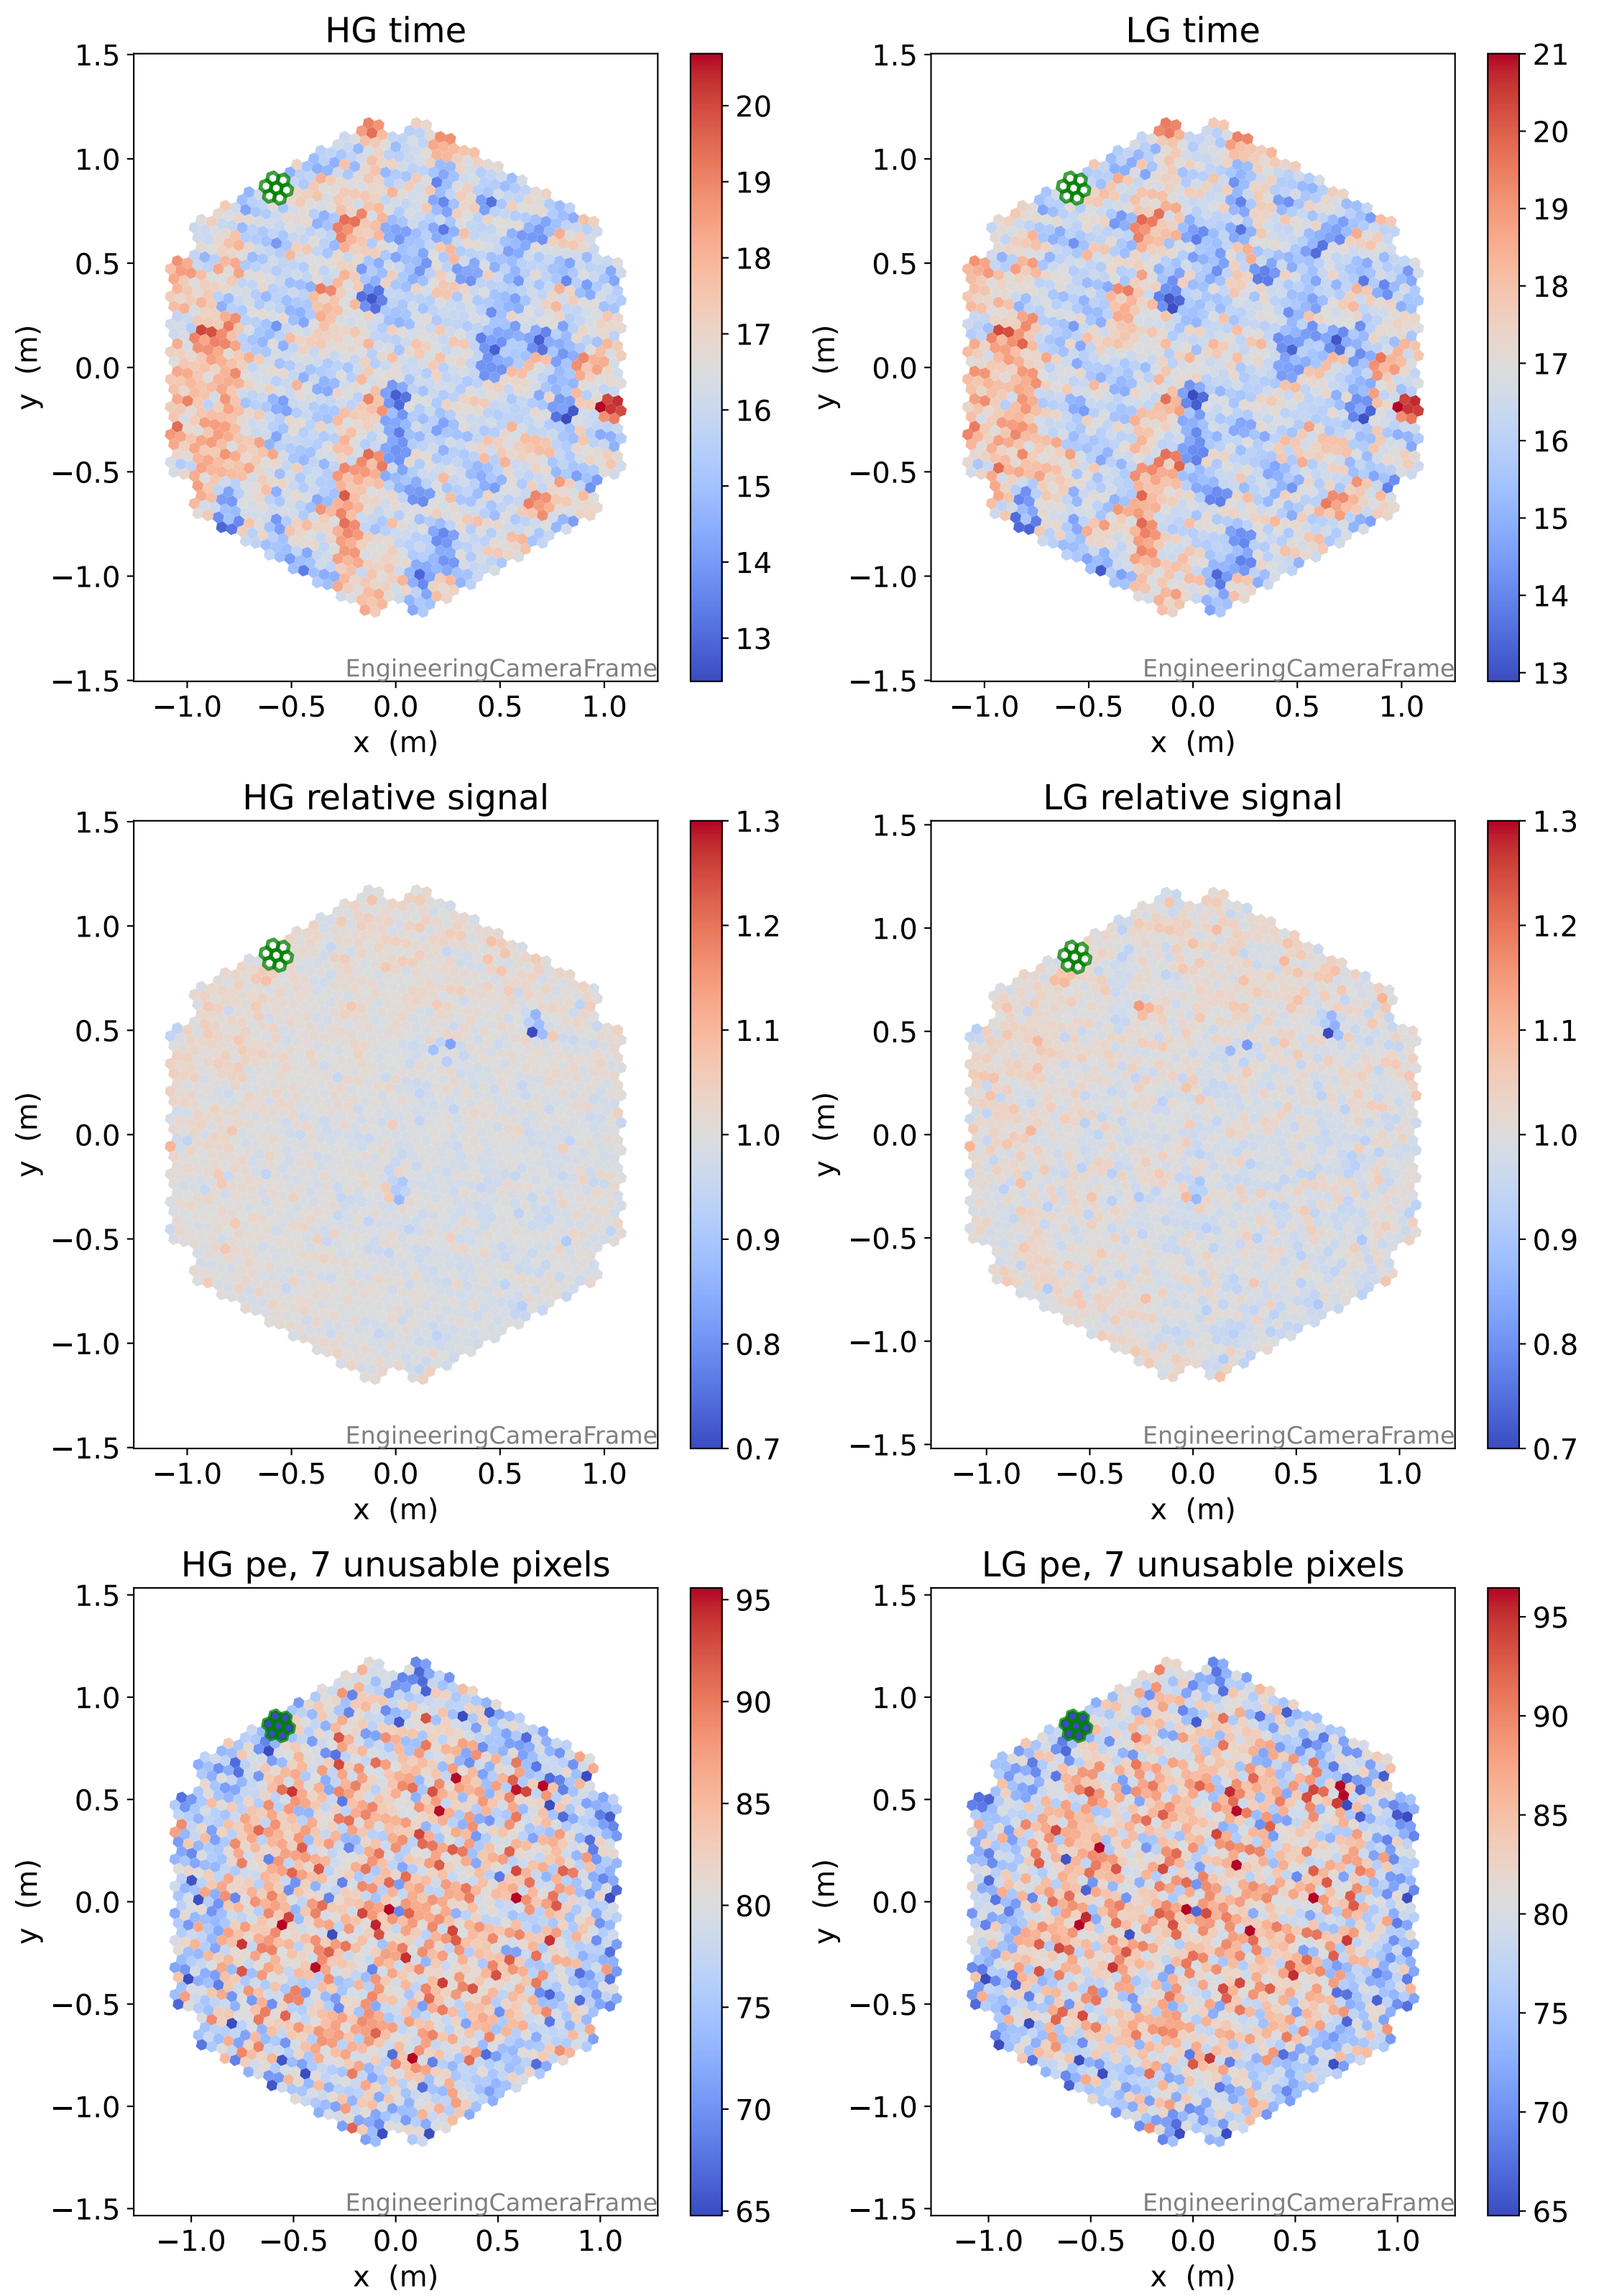 HG time
1.5
1.0
0.5
0.0
−0.5
−1.0
−1.5
y (m)
−1.0 −0.5 0.0 0.5 1.0
x (m)
EngineeringCameraFrame
20
19
18
17
16
15
14
13
LG time
1.5
1.0
0.5
0.0
−0.5
−1.0
−1.5
y (m)
−1.0 −0.5 0.0 0.5 1.0
x (m)
EngineeringCameraFrame
21
20
19
18
17
16
15
14
13
HG relative signal
1.5
1.0
0.5
0.0
−0.5
−1.0
−1.5
y (m)
−1.0 −0.5 0.0 0.5 1.0
x (m)
EngineeringCameraFrame
1.3
1.2
1.1
1.0
0.9
0.8
0.7
LG relative signal
1.5
1.0
0.5
0.0
−0.5
−1.0
−1.5
y (m)
−1.0 −0.5 0.0 0.5 1.0
x (m)
EngineeringCameraFrame
1.3
1.2
1.1
1.0
0.9
0.8
0.7
HG pe, 7 unusable pixels
1.5
1.0
0.5
0.0
−0.5
−1.0
−1.5
y (m)
−1.0 −0.5 0.0 0.5 1.0
x (m)
EngineeringCameraFrame
95
90
85
80
75
70
65
LG pe, 7 unusable pixels
1.5
1.0
0.5
0.0
−0.5
−1.0
−1.5
y (m)
−1.0 −0.5 0.0 0.5 1.0
x (m)
EngineeringCameraFrame
95
90
85
80
75
70
65